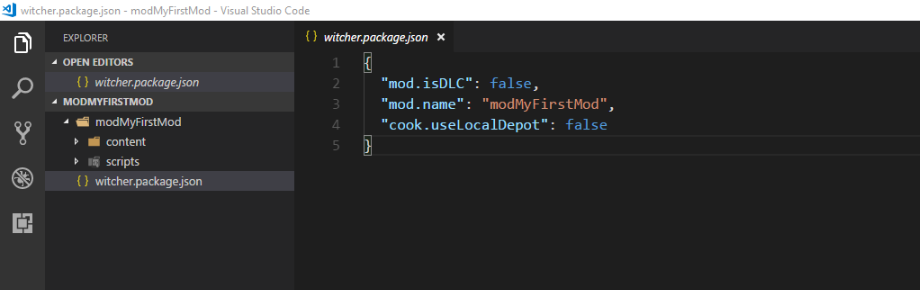 witcher.package.json - modMyFirstMod - Visual Studio Code
EXPLORER
OPEN EDITORS
{ } witcher.package.json
MODMYFIRSTMOD
modMyFirstMod
content
scripts
{ } witcher.package.json
{ } witcher.package.json ×
1 {
2 "mod.isDLC": false,
3 "mod.name": "modMyFirstMod",
4 "cook.useLocalDepot": false
5 }